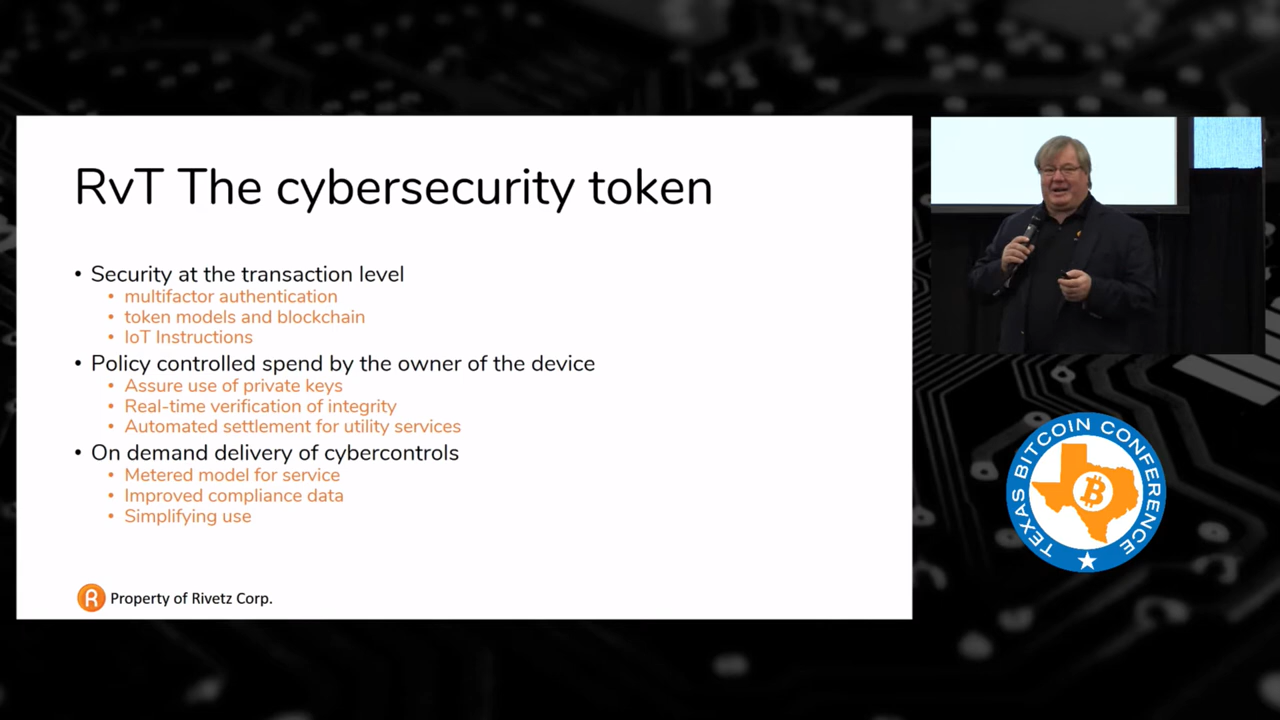 RvT The cybersecurity token
• Security at the transaction level
• multifactor authentication
• token models and blockchain
• IoT Instructions
• Policy controlled spend by the owner of the device
• Assure use of private keys
• Real-time verification of integrity
• Automated settlement for utility services
• On demand delivery of cybercontrols
• Metered model for service
• Improved compliance data
• Simplifying use
R Property of Rivetz Corp.
TEXAS BITCOIN CONFERENCE